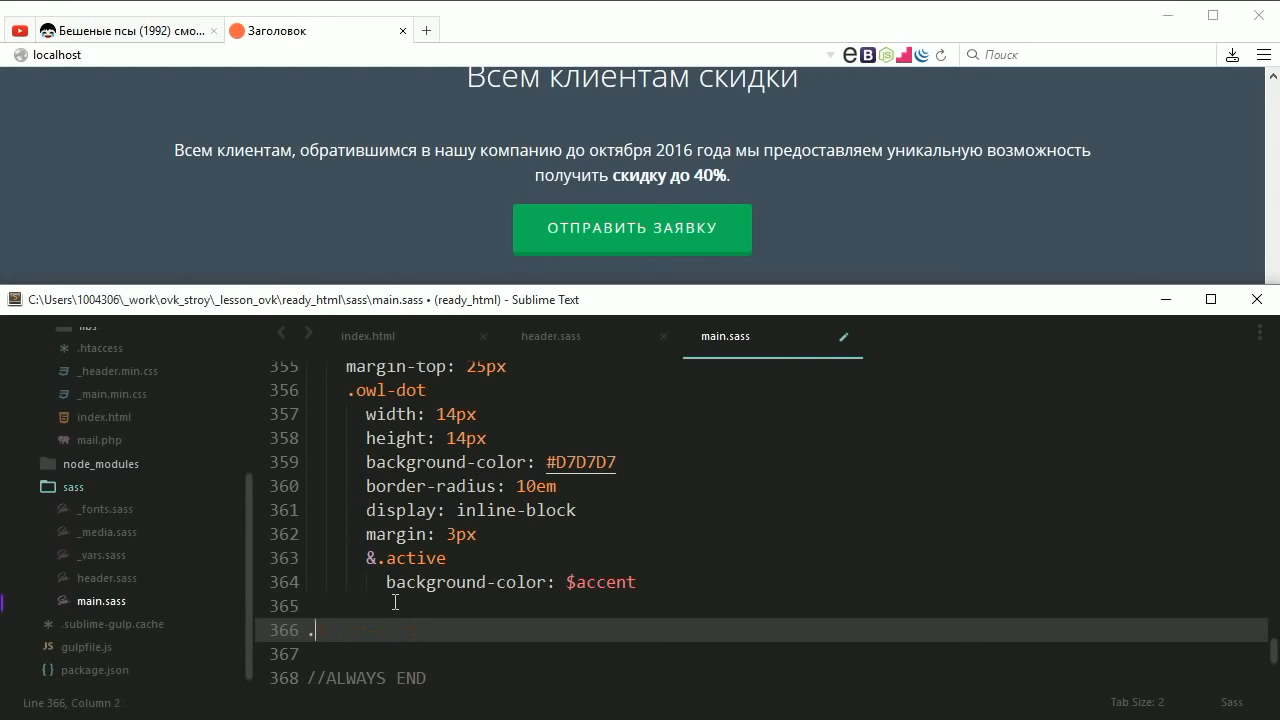 Бешеные псы (1992) смо...
Заголовок
localhost
Поиск
Всем клиентам скидки
Всем клиентам, обратившимся в нашу компанию до октября 2016 года мы предоставляем уникальную возможность
получить скидку до 40%.
ОТПРАВИТЬ ЗАЯВКУ
C:\Users\1004306\_work\ovk_stroy\_lesson_ovk\ready_html\sass\main.sass • (ready_html) - Sublime Text
index.html
header.sass
main.sass
libs
.htaccess
_header.min.css
_main.min.css
index.html
mail.php
node_modules
sass
_fonts.sass
_media.sass
_vars.sass
header.sass
main.sass
.sublime-gulp.cache
gulpfile.js
package.json
355 margin-top: 25px
356 .owl-dot
357 width: 14px
358 height: 14px
359 background-color: #D7D7D7
360 border-radius: 10em
361 display: inline-block
362 margin: 3px
363 &.active
364 background-color: $accent
365
366 .
367
368 //ALWAYS END
Line 366, Column 2
Tab Size: 2
Sass